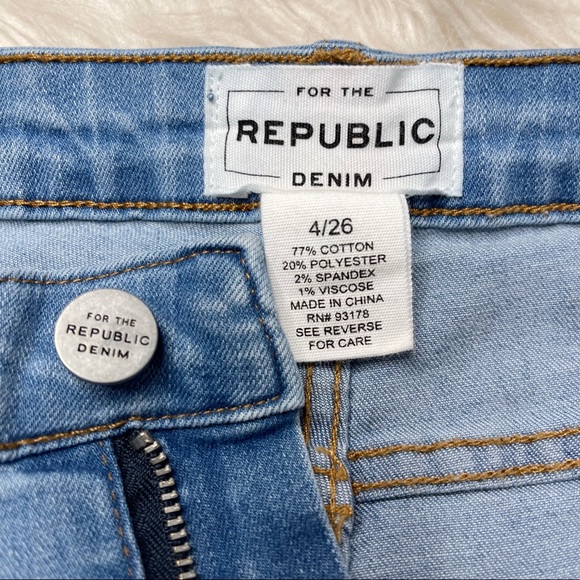 FOR THE
REPUBLIC
DENIM
4/26
77% COTTON
20% POLYESTER
2% SPANDEX
1% VISCOSE
MADE IN CHINA
RN# 93178
SEE REVERSE
FOR CARE
FOR THE
REPUBLIC
DENIM